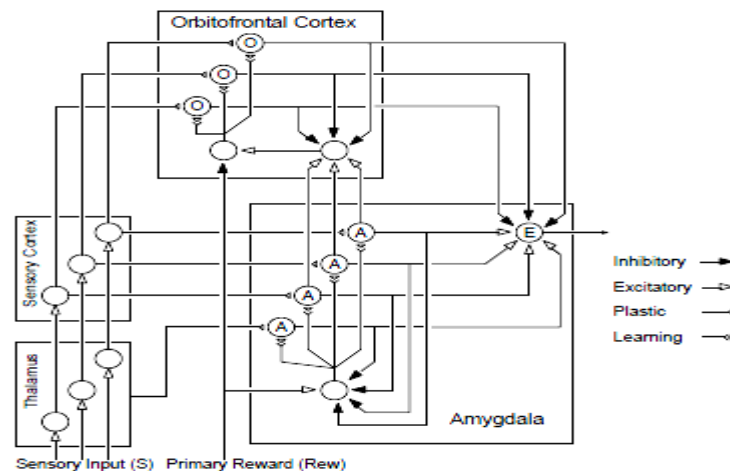 Orbitofrontal Cortex
O
O
O
Sensory Cortex
A
E
A
Inhibitory
A
Excitatory
A
Plastic
Learning
Thalamus
Amygdala
Sensory Input (S) Primary Reward (Rew)